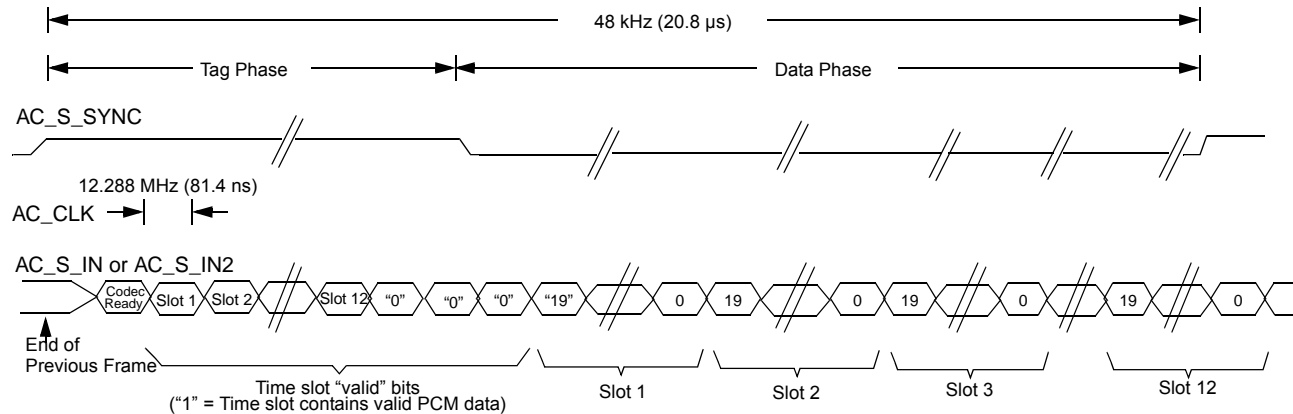 48 kHz (20.8 µs)
Tag Phase
Data Phase
AC_S_SYNC
12.288 MHz (81.4 ns)
AC_CLK
AC_S_IN or AC_S_IN2
Codec
Ready
Slot 1
Slot 2
Slot 12
“0”
“0”
“0”
“19”
0
19
0
19
0
19
0
End of
Previous Frame
Time slot “valid” bits
(“1” = Time slot contains valid PCM data)
Slot 1
Slot 2
Slot 3
Slot 12